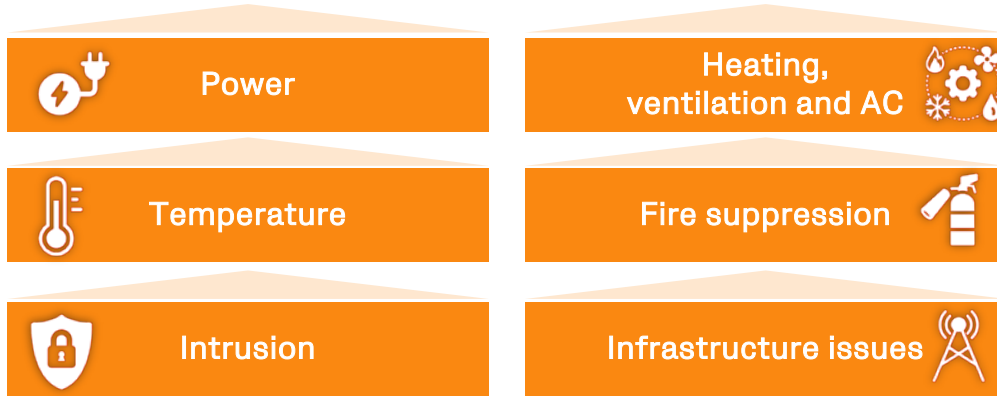 Power
Heating,
ventilation and AC
Temperature
Fire suppression
Intrusion
Infrastructure issues